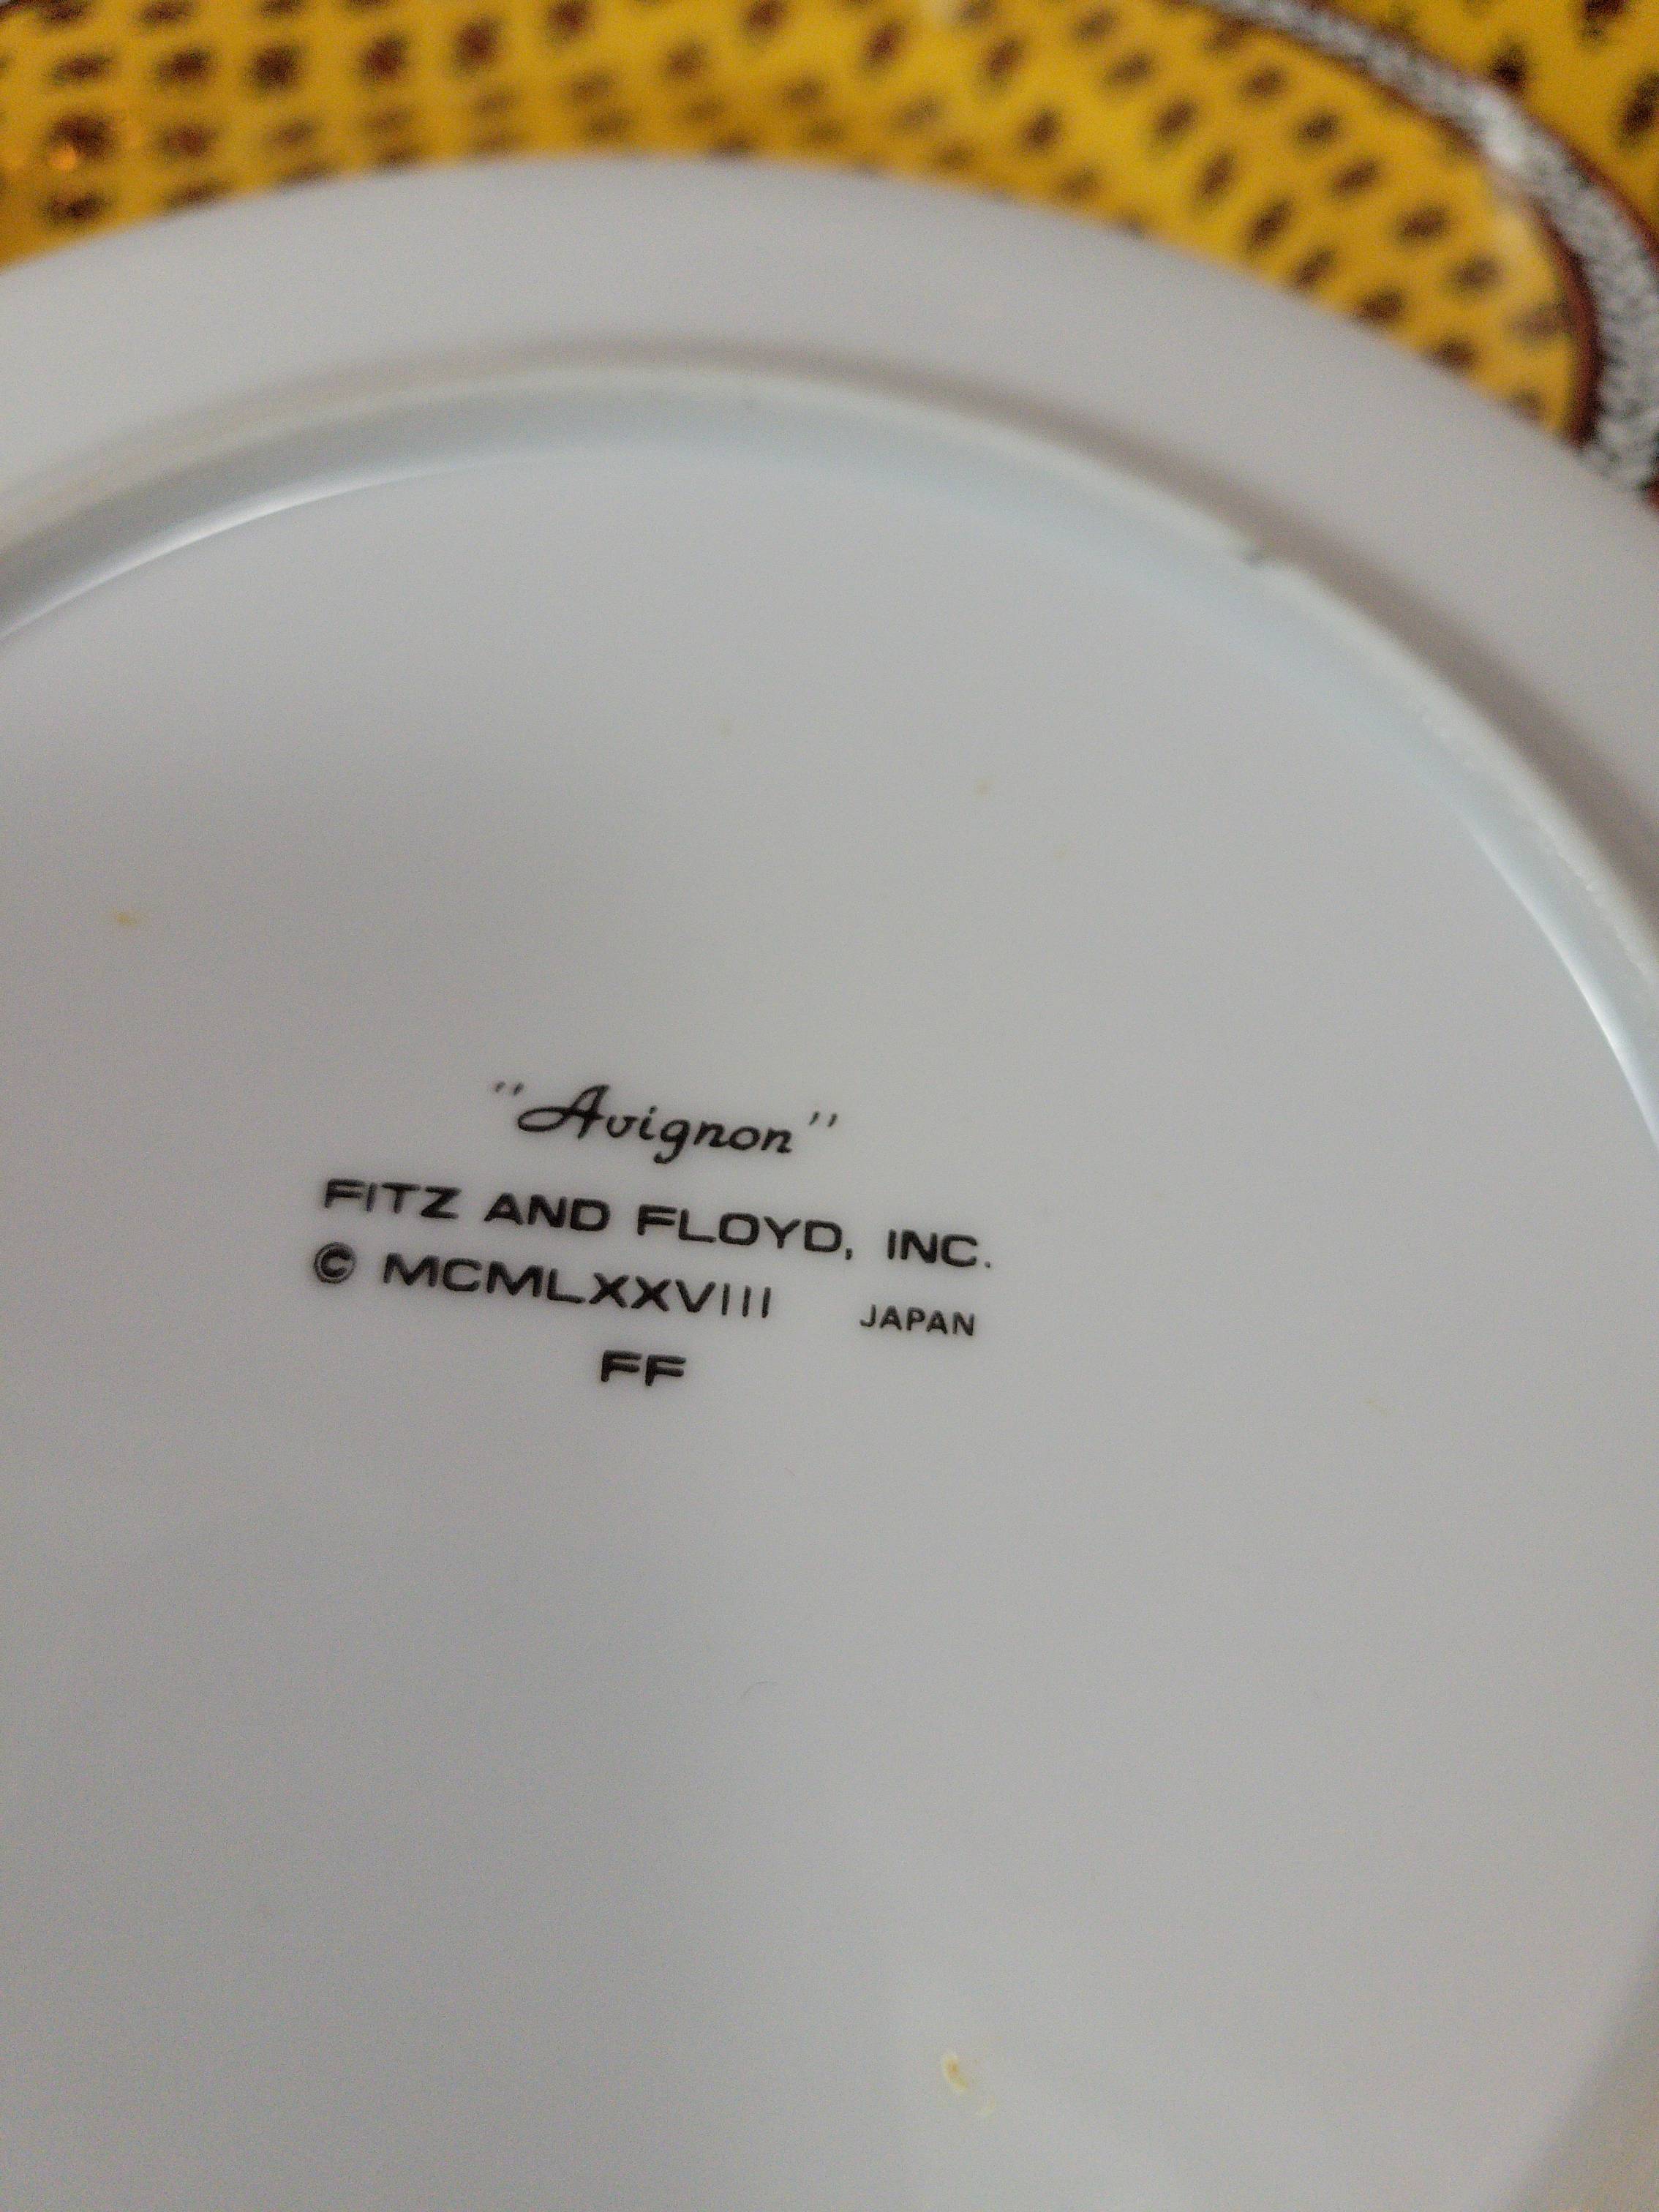 "Avignon"
FITZ AND FLOYD, INC.
© MCMLXXVIII JAPAN
FF